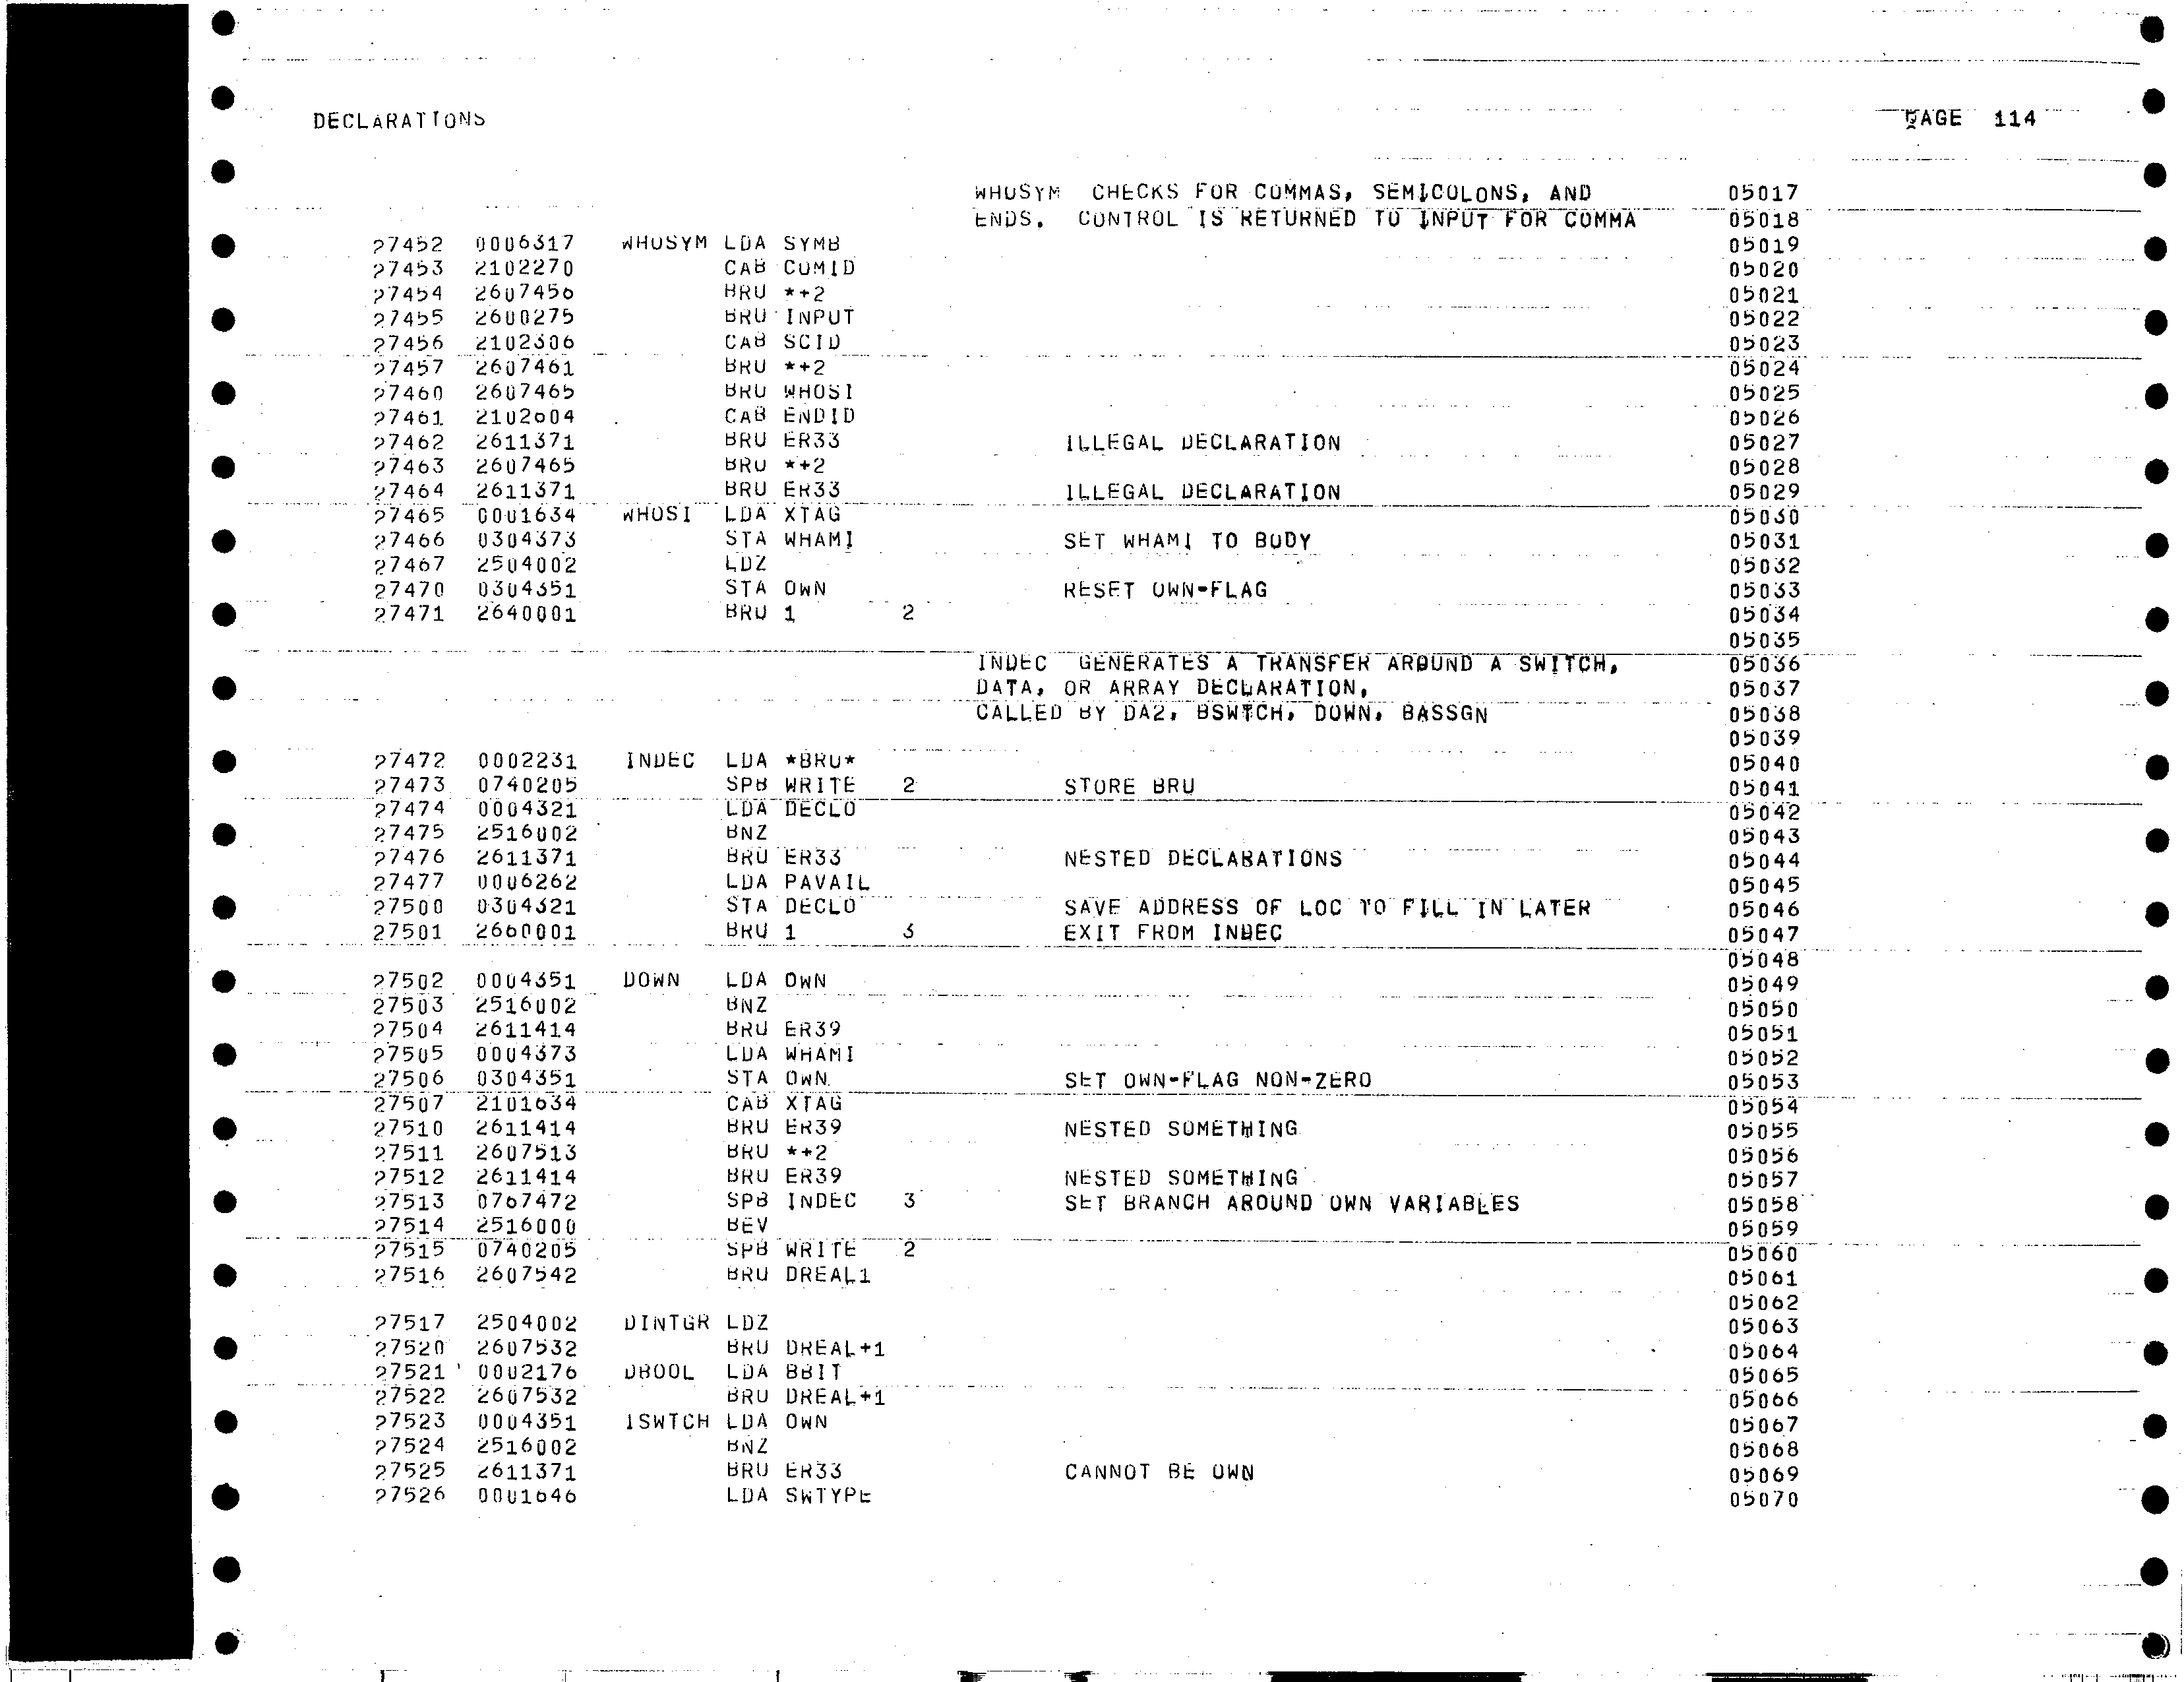 DECLARATIONS PAGE 114
WHOSYM CHECKS FOR COMMAS, SEMICOLONS, AND 05017
ENDS. CONTROL IS RETURNED TO INPUT FOR COMMA 05018
27452 0006317 WHOSYM LDA SYMB 05019
27453 2102270 CAB COMID 05020
27454 2607456 BRU *+2 05021
27455 2600275 BRU INPUT 05022
27456 2102306 CAB SCID 05023
27457 2607461 BRU *+2 05024
27460 2607465 BRU WHOSI 05025
27461 2102604 CAB ENDID 05026
27462 2611371 BRU ER33 ILLEGAL DECLARATION 05027
27463 2607465 BRU *+2 05028
27464 2611371 BRU ER33 ILLEGAL DECLARATION 05029
27465 0001634 WHOSI LDA XTAG 05030
27466 0304373 STA WHAMI SET WHAMI TO BODY 05031
27467 2504002 LDZ 05032
27470 0304351 STA OWN RESET OWN-FLAG 05033
27471 2640001 BRU 1 2 05034
05035
INDEC GENERATES A TRANSFER AROUND A SWITCH, 05036
DATA, OR ARRAY DECLARATION. 05037
CALLED BY DA2, BSWTCH, DOWN, BASSGN 05038
05039
27472 0002231 INDEC LDA *BRU* 05040
27473 0740205 SPB WRITE 2 STORE BRU 05041
27474 0004321 LDA DECLO 05042
27475 2516002 BNZ 05043
27476 2611371 BRU ER33 NESTED DECLARATIONS 05044
27477 0006262 LDA PAVAIL 05045
27500 0304321 STA DECLO SAVE ADDRESS OF LOC TO FILL IN LATER 05046
27501 2660001 BRU 1 3 EXIT FROM INDEC 05047
05048
27502 0004351 DOWN LDA OWN 05049
27503 2516002 BNZ 05050
27504 2611414 BRU ER39 05051
27505 0004373 LDA WHAMI 05052
27506 0304351 STA OWN SET OWN-FLAG NON-ZERO 05053
27507 2101634 CAB XTAG 05054
27510 2611414 BRU ER39 NESTED SOMETHING 05055
27511 2607513 BRU *+2 05056
27512 2611414 BRU ER39 NESTED SOMETHING 05057
27513 0767472 SPB INDEC 3 SET BRANCH AROUND OWN VARIABLES 05058
27514 2516000 BEV 05059
27515 0740205 SPB WRITE 2 05060
27516 2607542 BRU DREAL1 05061
05062
27517 2504002 DINTGR LDZ 05063
27520 2607532 BRU DREAL+1 05064
27521 0002176 DBOOL LDA BBIT 05065
27522 2607532 BRU DREAL+1 05066
27523 0004351 ISWTCH LDA OWN 05067
27524 2516002 BNZ 05068
27525 2611371 BRU ER33 CANNOT BE OWN 05069
27526 0001646 LDA SWTYPE 05070